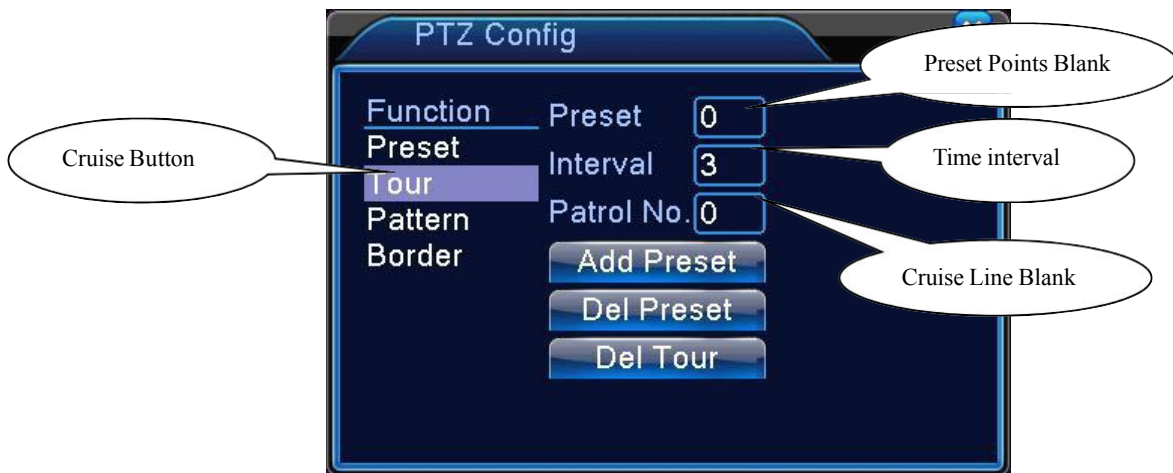 PTZ Config
Preset Points Blank
Function
Preset 0
Cruise Button
Preset
Interval 3
Time interval
Tour
Pattern
Patrol No. 0
Border
Add Preset
Cruise Line Blank
Del Preset
Del Tour